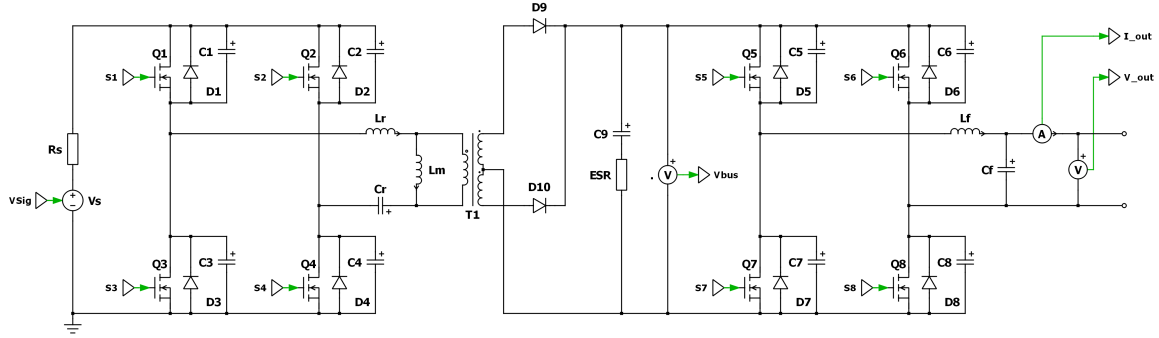 D9
I_out
Q1
C1
Q2
C2
Q5
C5
Q6
C6
S1
S2
S5
S6
V_out
D1
D2
D5
D6
Lr
C9
Lf
A
Rs
Lm
ESR
V
Vbus
Cf
V
VSig
Vs
Cr
T1
D10
Q3
C3
Q4
C4
Q7
C7
Q8
C8
S3
S4
S7
S8
D3
D4
D7
D8